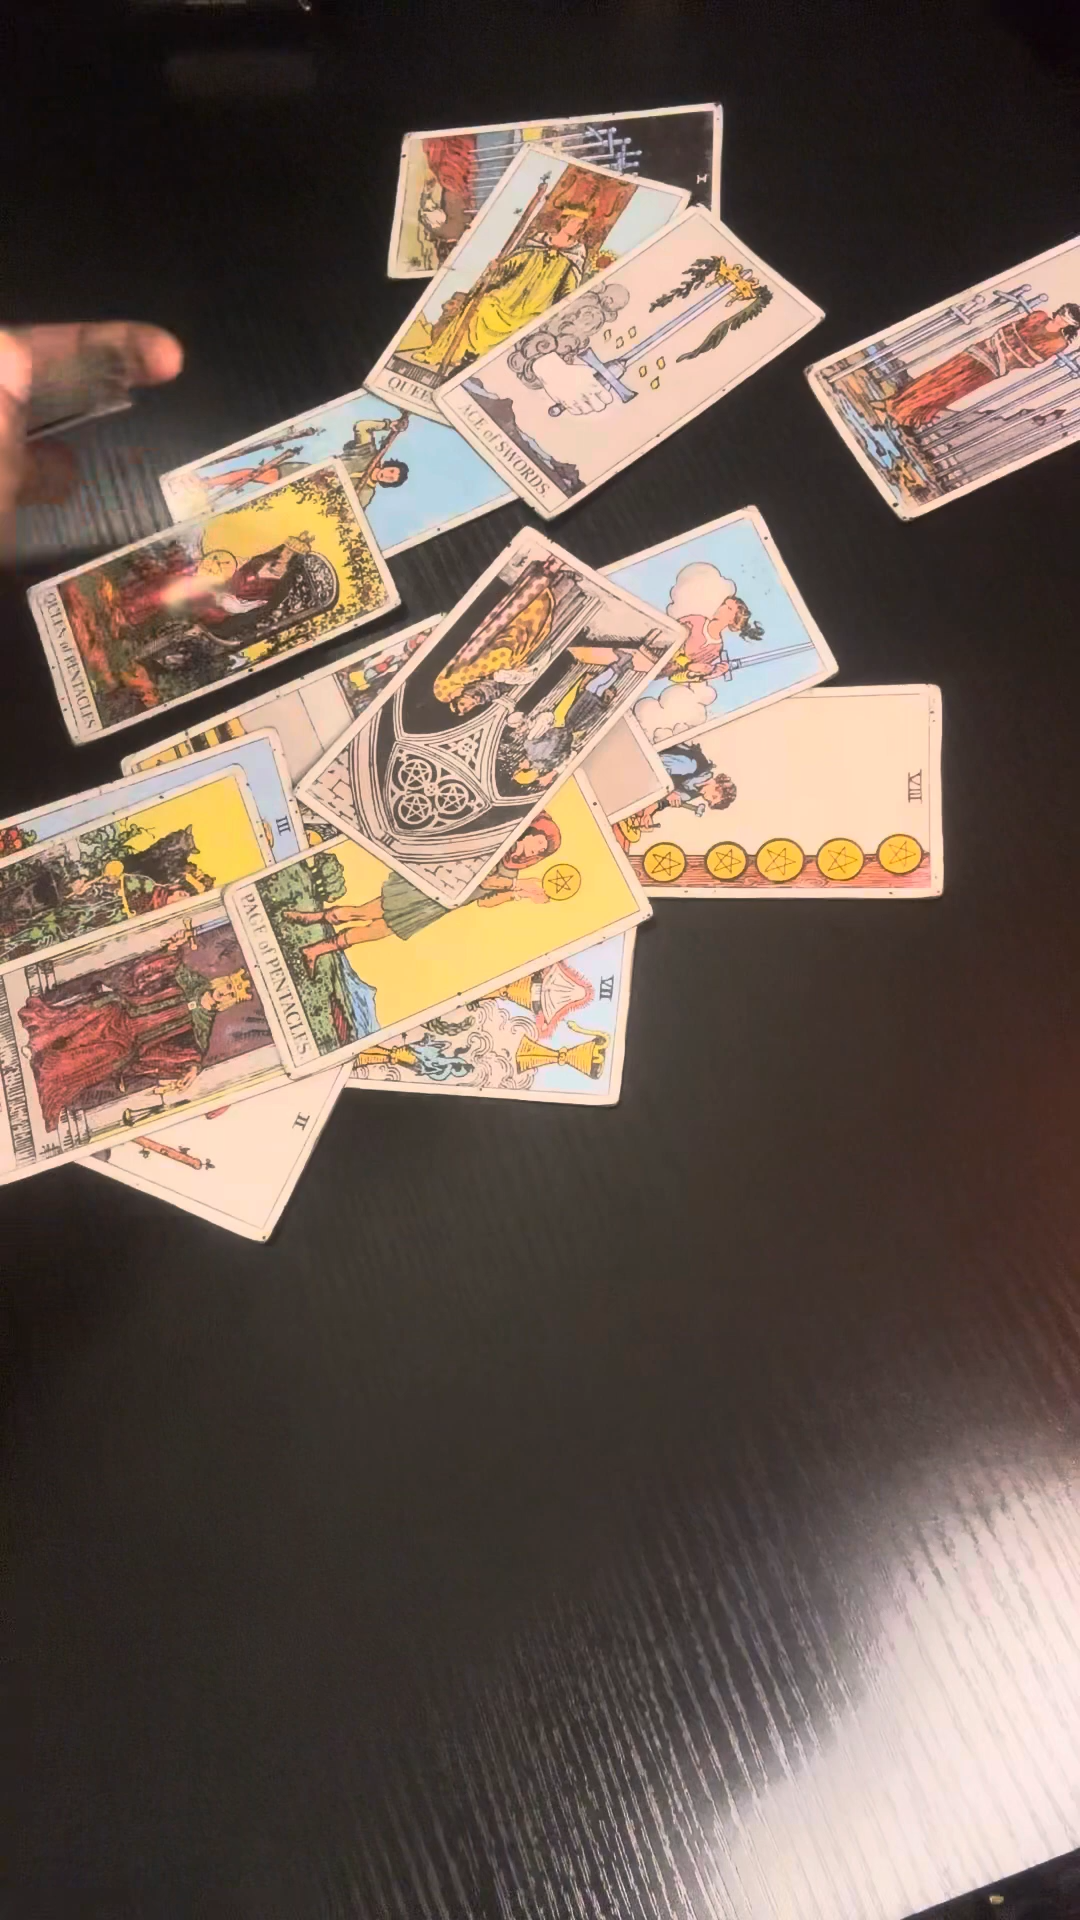 X
QUEEN
ACE of SWORDS.
QUEEN of PENTACLES
VIII
III
PAGE of PENTACLES.
VII
II